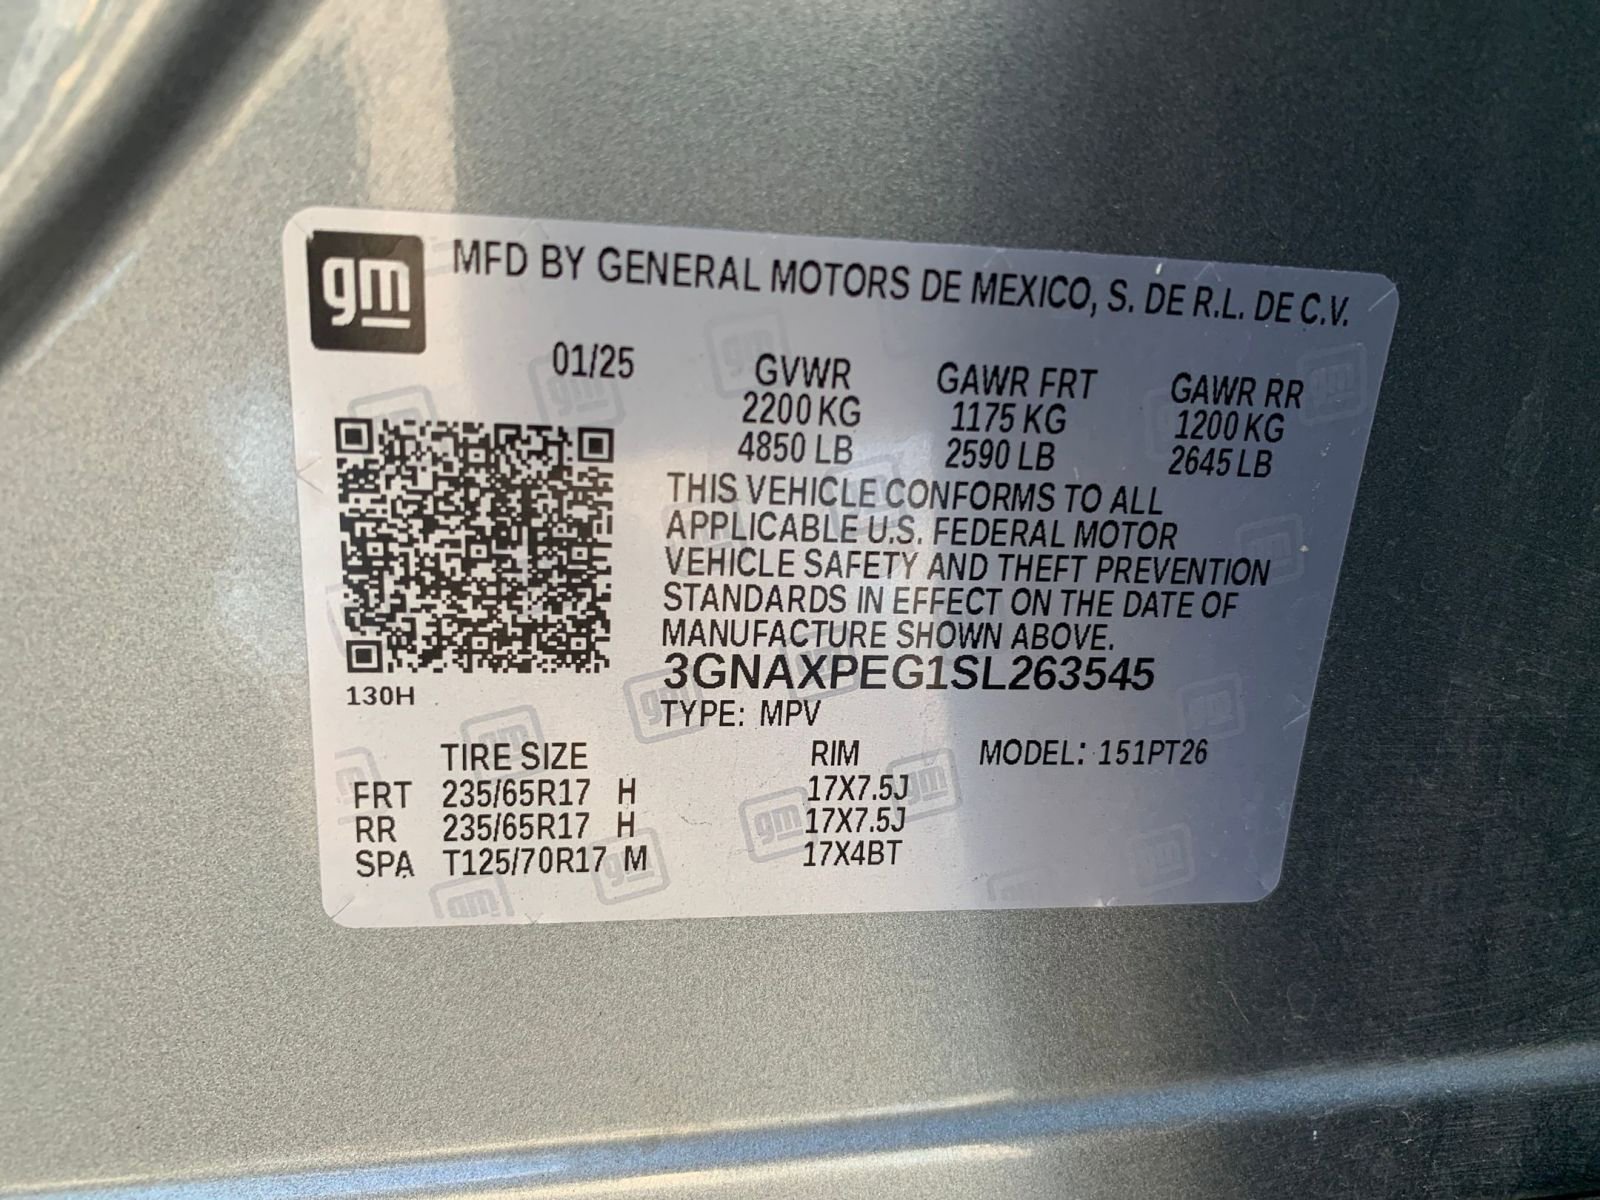 gm MFD BY GENERAL MOTORS DE MEXICO, S. DE R.L. DE C.V.
01/25 GVWR GAWR FRT GAWR RR
2200 KG 1175 KG 1200 KG
4850 LB 2590 LB 2645 LB
THIS VEHICLE CONFORMS TO ALL
APPLICABLE U.S. FEDERAL MOTOR
VEHICLE SAFETY AND THEFT PREVENTION
STANDARDS IN EFFECT ON THE DATE OF
MANUFACTURE SHOWN ABOVE.
3GNAXPEG1SL263545
130H
TYPE: MPV
TIRE SIZE RIM MODEL: 151PT26
FRT 235/65R17 H 17X7.5J
RR 235/65R17 H 17X7.5J
SPA T125/70R17 M 17X4BT